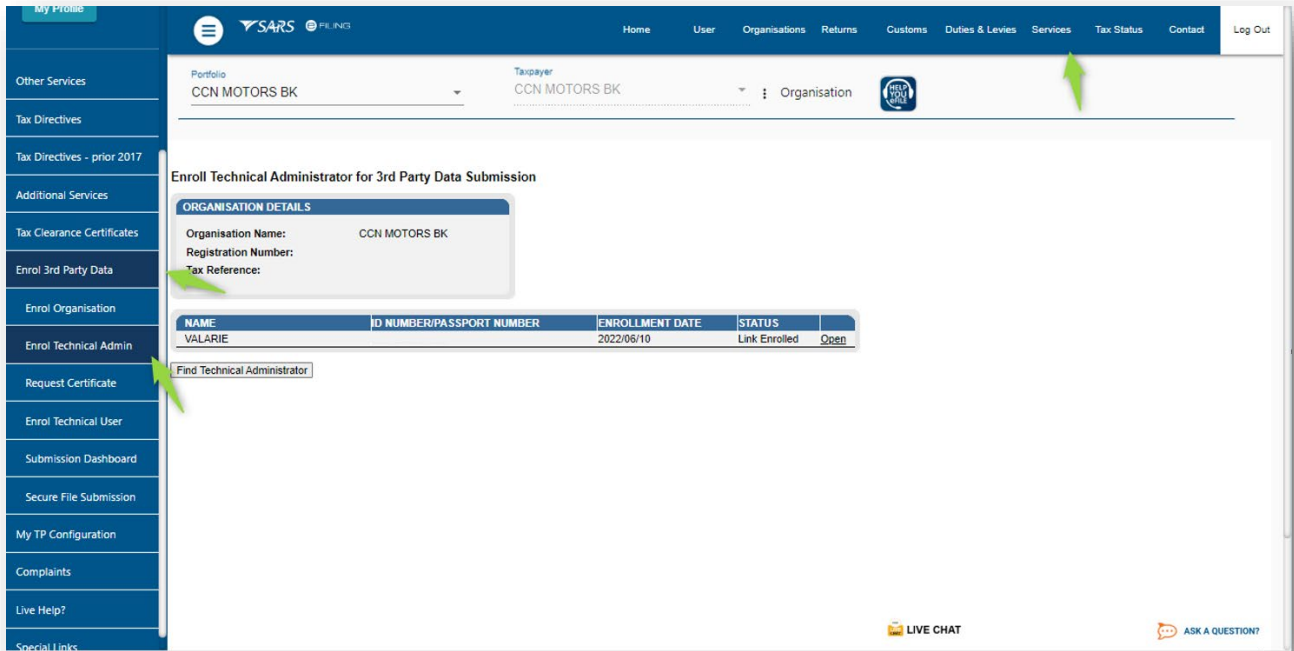 My Profile
SARS eFILING
Home User Organisations Returns Customs Duties & Levies Services Tax Status Contact Log Out
Portfolio
CCN MOTORS BK
Taxpayer
CCN MOTORS BK
Organisation
HELP YOU eFILE
Other Services
Tax Directives
Tax Directives - prior 2017
Additional Services
Tax Clearance Certificates
Enrol 3rd Party Data
Enrol Organisation
Enrol Technical Admin
Request Certificate
Enrol Technical User
Submission Dashboard
Secure File Submission
My TP Configuration
Complaints
Live Help?
Special Links
Enroll Technical Administrator for 3rd Party Data Submission
ORGANISATION DETAILS
Organisation Name: CCN MOTORS BK
Registration Number:
Tax Reference:
NAME ID NUMBER/PASSPORT NUMBER ENROLLMENT DATE STATUS
VALARIE 2022/06/10 Link Enrolled Open
Find Technical Administrator
LIVE CHAT
ASK A QUESTION?